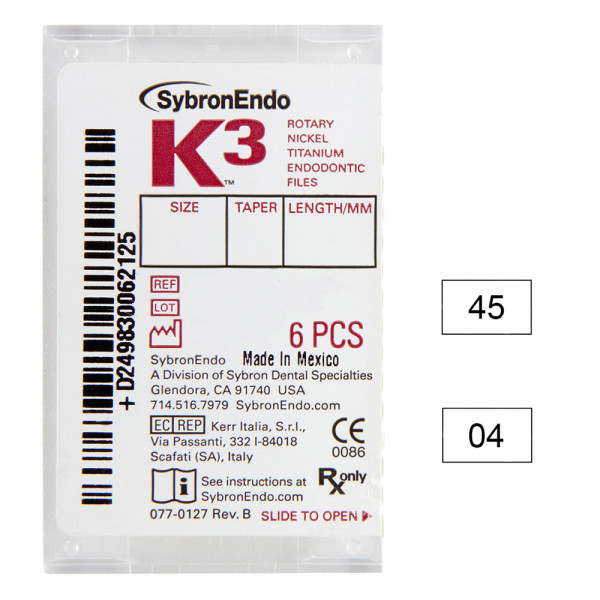 SybronEndo
K3™
ROTARY
NICKEL
TITANIUM
ENDODONTIC
FILES
SIZE TAPER LENGTH/MM
REF
LOT
6 PCS
SybronEndo Made In Mexico
A Division of Sybron Dental Specialties
Glendora, CA 91740 USA
714.516.7979 SybronEndo.com
EC REP Kerr Italia, S.r.l.,
Via Passanti, 332 I-84018
Scafati (SA), Italy
CE
0086
i
See instructions at
SybronEndo.com
Rx only
077-0127 Rev. B SLIDE TO OPEN
+D249830062125
45
04